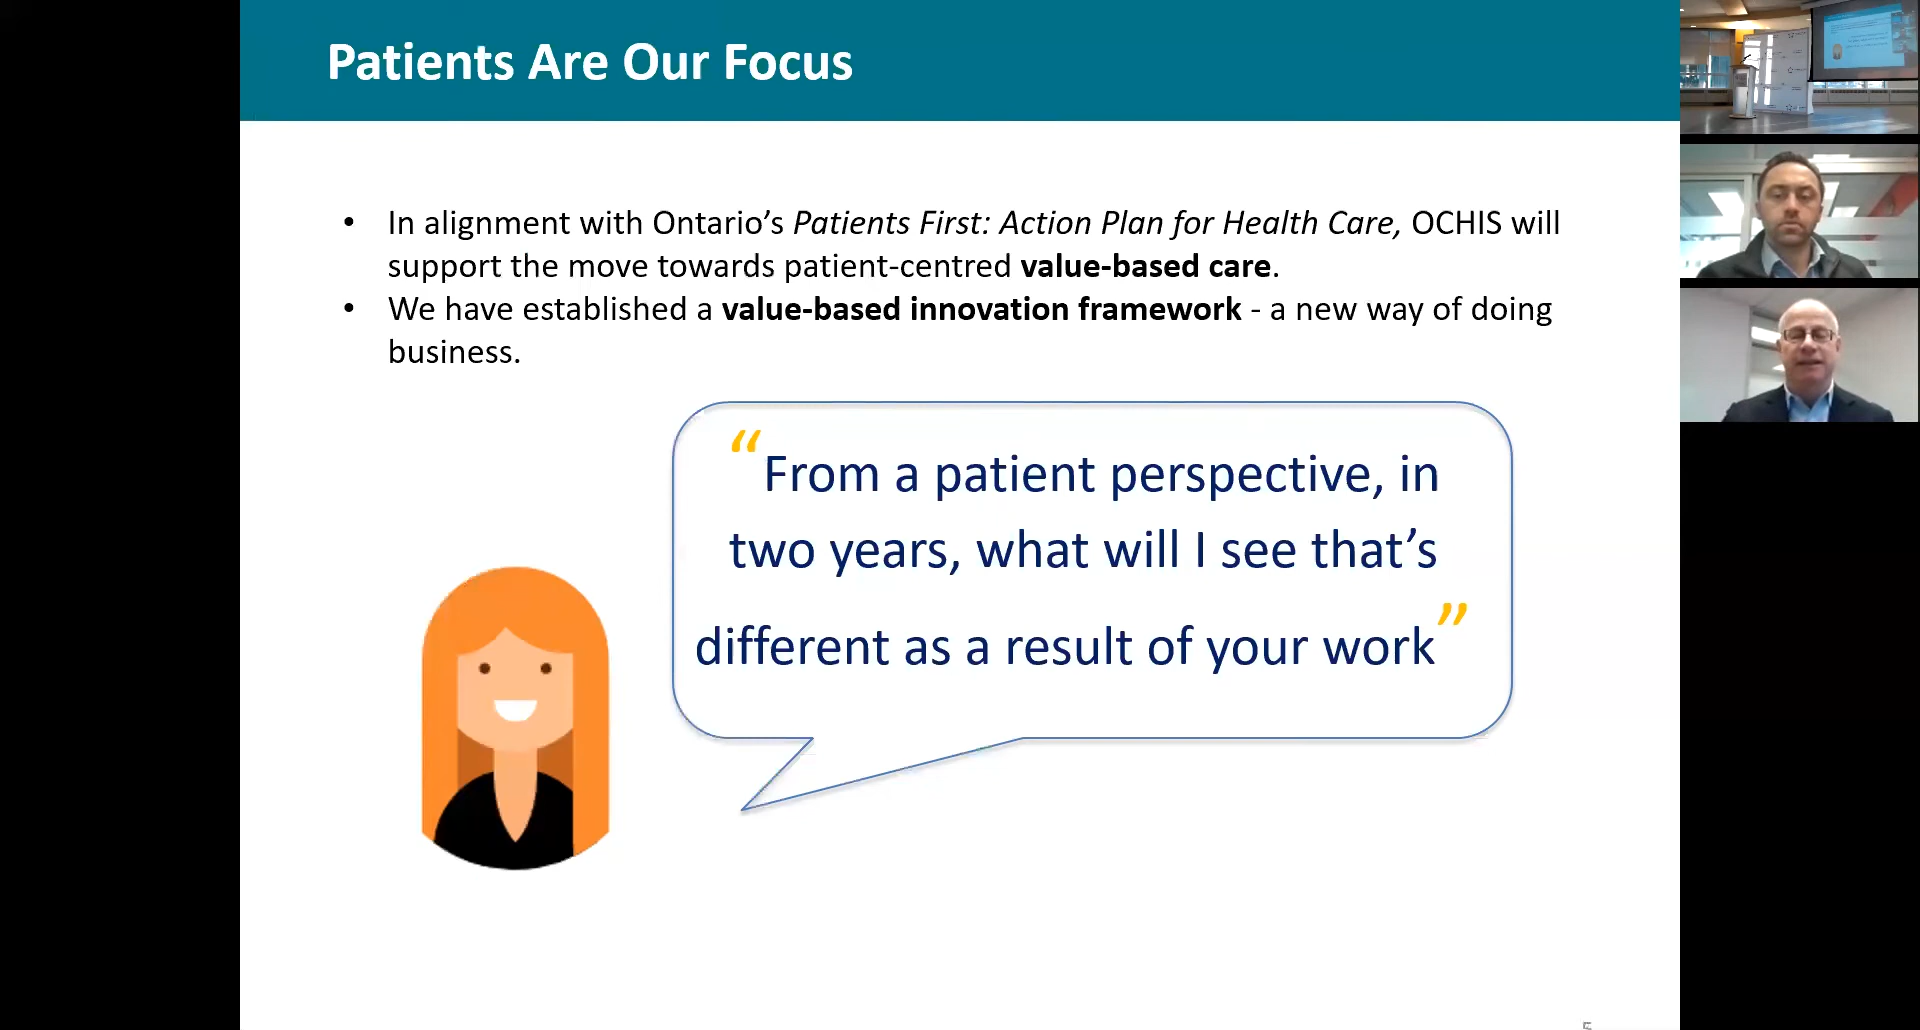 Patients Are Our Focus
• In alignment with Ontario’s Patients First: Action Plan for Health Care, OCHIS will
support the move towards patient-centred value-based care.
• We have established a value-based innovation framework - a new way of doing
business.
“From a patient perspective, in
two years, what will I see that’s
different as a result of your work”